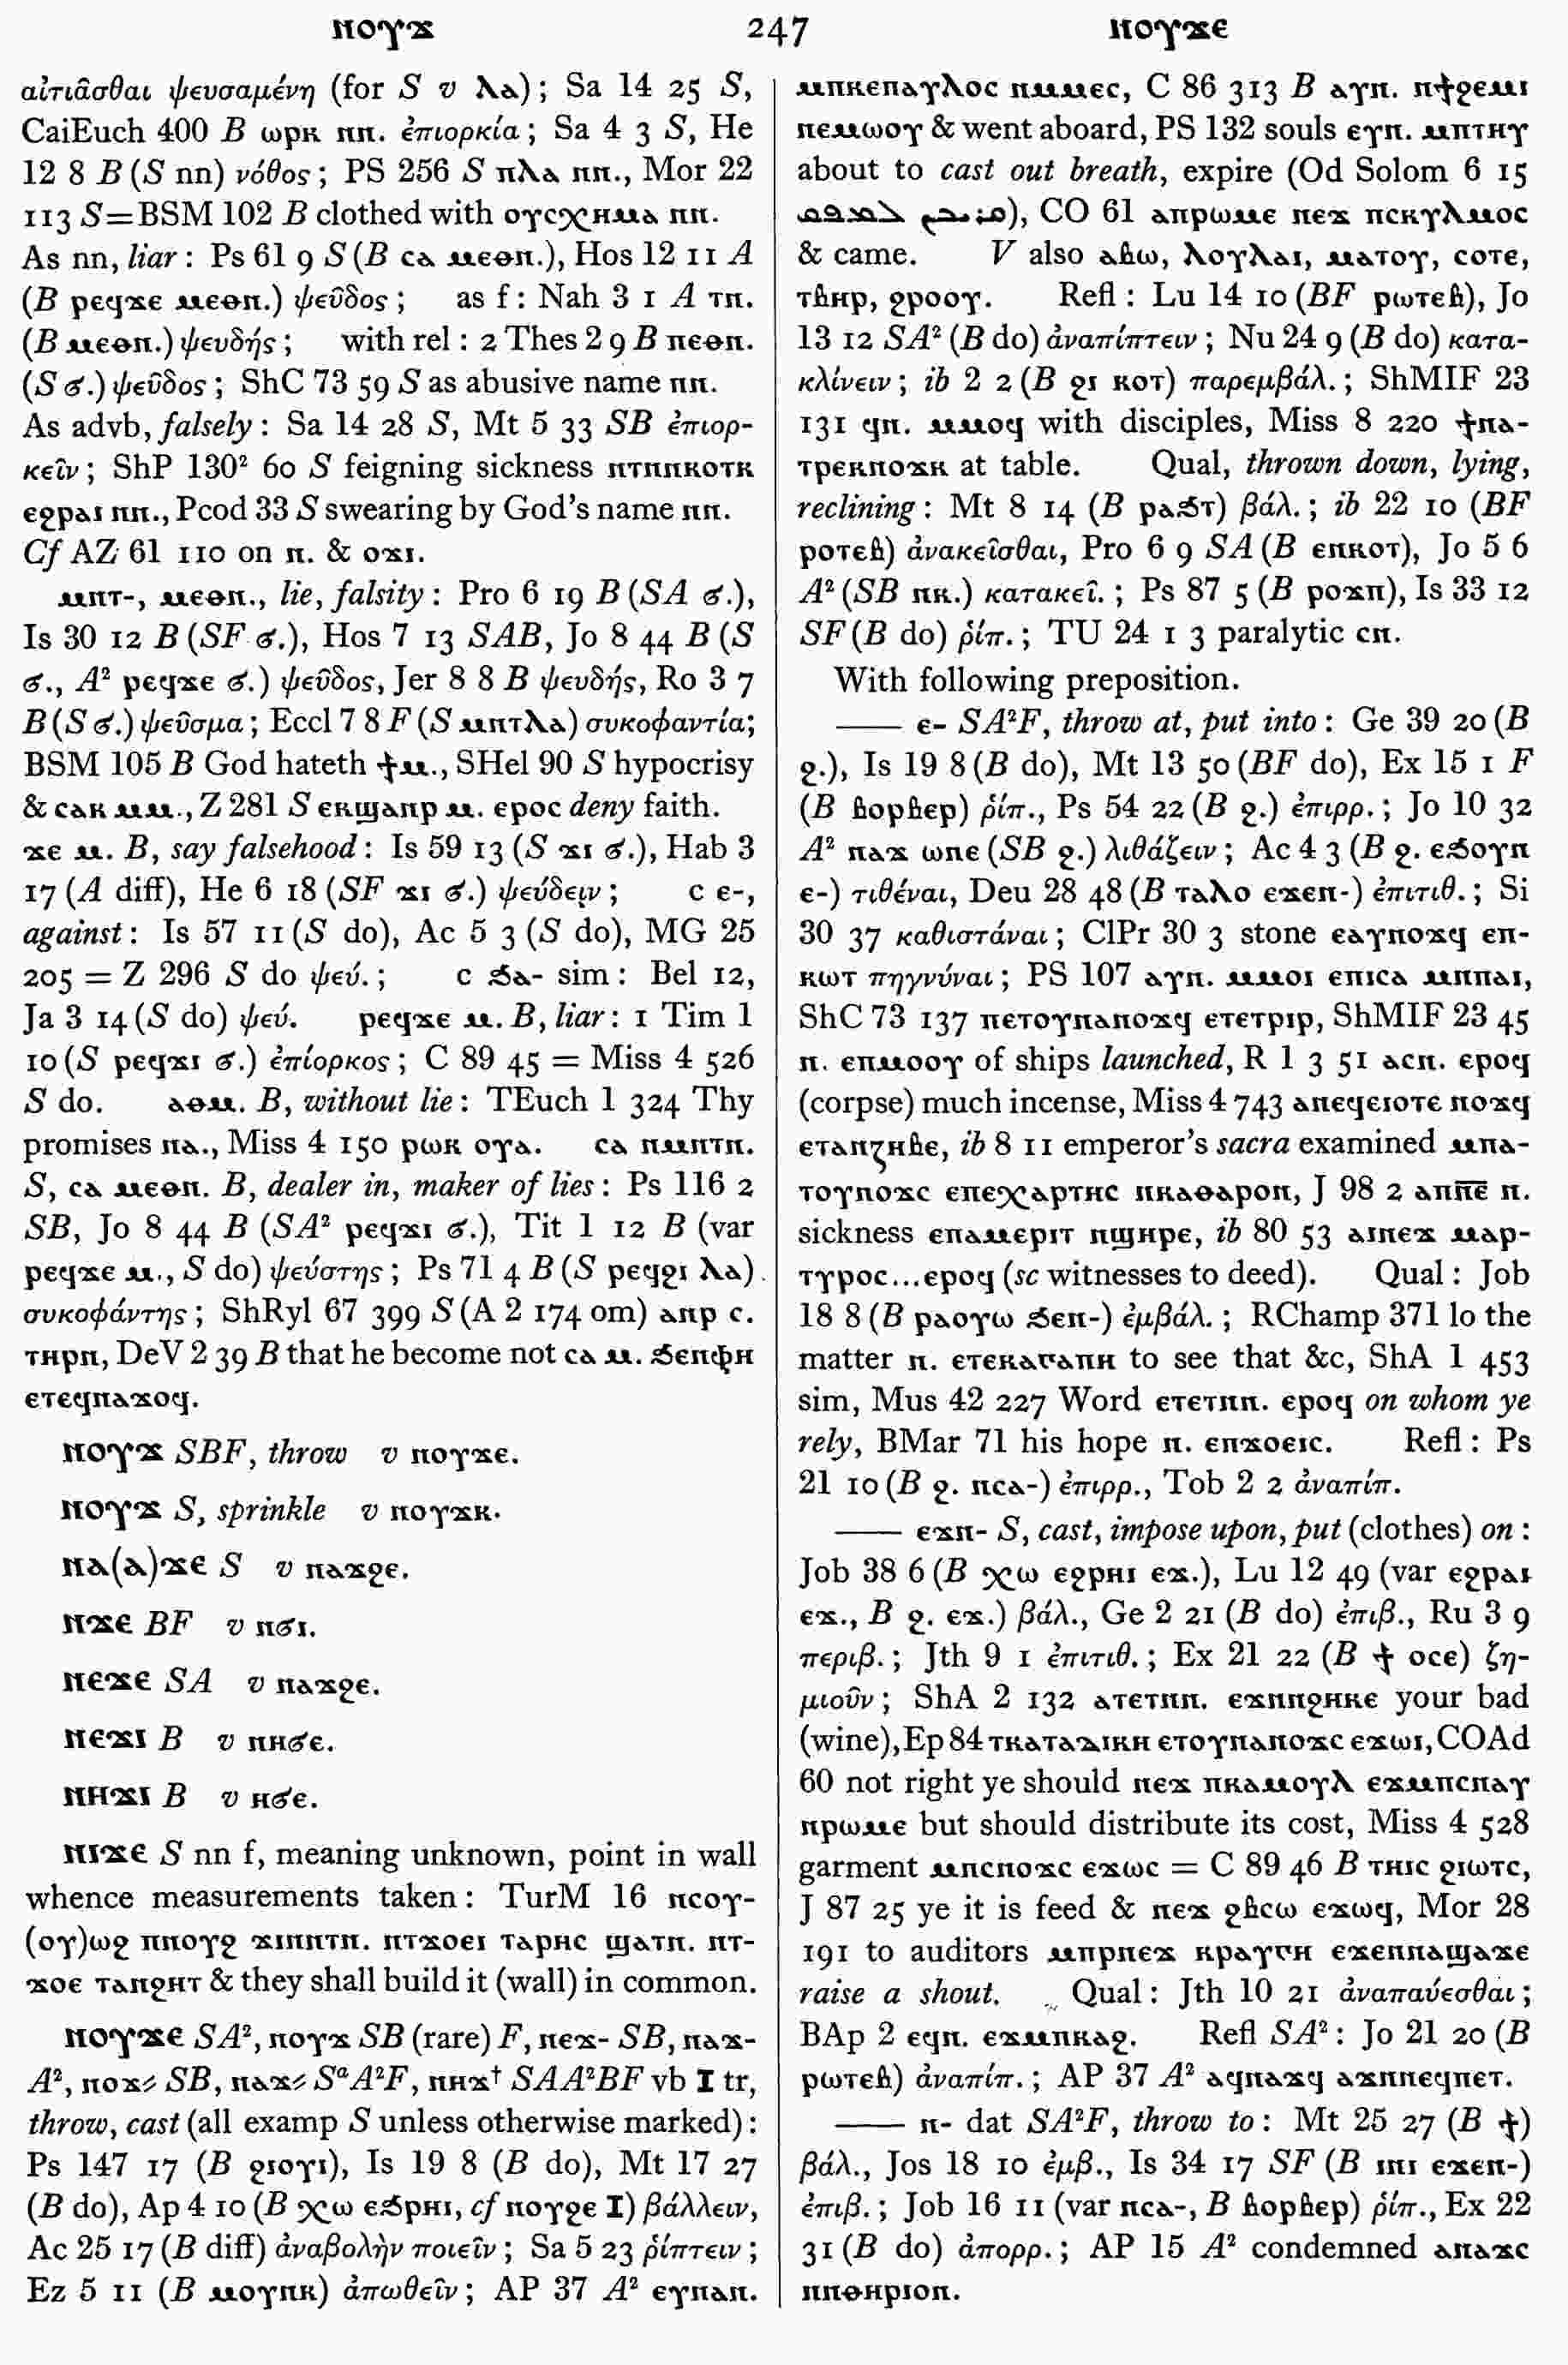 ⲛⲟⲩϫ 247 ⲛⲟⲩϫⲉ
αἰτιᾶσθαι ψευσαμένη (for S v ⲗⲁ); Sa 14 25 S,
CaiEuch 400 B ⲱⲣⲕ ⲛⲛ. ἐπιορκία; Sa 4 3 S, He
12 8 B (S nn) νόθος; PS 256 S ⲡⲗⲁ ⲛⲛ., Mor 22
113 S=BSM 102 B clothed with ⲟⲩⲥⲭⲏⲙⲁ ⲛⲛ.
As nn, liar: Ps 61 9 S (B ⲥⲁ ⲙⲉⲑⲛ.), Hos 12 11 A
(B ⲣⲉϥϫⲉ ⲙⲉⲑⲛ.) ψεῦδος; as f: Nah 3 1 A ⲧⲛ.
(B ⲙⲉⲑⲛ.) ψευδής; with rel: 2 Thes 2 9 B ⲡⲉⲑⲛ.
(S ϭ.) ψεῦδος; ShC 73 59 S as abusive name ⲛⲛ.
As advb, falsely: Sa 14 28 S, Mt 5 33 SB ἐπιορ-
κεῖν; ShP 130² 60 S feigning sickness ⲛⲧⲛⲛⲕⲟⲧⲕ
ⲉϩⲣⲁⲓ ⲛⲛ., Pcod 33 S swearing by God's name ⲛⲛ.
Cf AZ 61 110 on ⲛ. & ⲟϫⲓ.
ⲙⲛⲧ-, ⲙⲉⲑⲛ., lie, falsity: Pro 6 19 B (SA ϭ.),
Is 30 12 B (SF ϭ.), Hos 7 13 SAB, Jo 8 44 B (S
ϭ., A² ⲣⲉϥϫⲉ ϭ.) ψεῦδος, Jer 8 8 B ψευδής, Ro 3 7
B (S ϭ.) ψεῦσμα; Eccl 7 8 F (S ⲙⲛⲧⲗⲁ) συκοφαντία;
BSM 105 B God hateth ϯⲙ., SHel 90 S hypocrisy
& ⲥⲁⲕ ⲙⲙ., Z 281 S ⲉⲕϣⲁⲛⲣ ⲙ. ⲉⲣⲟⲥ deny faith.
ϫⲉ ⲙ. B, say falsehood: Is 59 13 (S ϫⲓ ϭ.), Hab 3
17 (A diff), He 6 18 (SF ϫⲓ ϭ.) ψεύδειν; c ⲉ-,
against: Is 57 11 (S do), Ac 5 3 (S do), MG 25
205 = Z 296 S do ψεύ.; c ϧⲁ- sim: Bel 12,
Ja 3 14 (S do) ψεύ. ⲣⲉϥϫⲉ ⲙ. B, liar: 1 Tim 1
10 (S ⲣⲉϥϫⲓ ϭ.) ἐπίορκος; C 89 45 = Miss 4 526
S do. ⲁⲑⲙ. B, without lie: TEuch 1 324 Thy
promises ⲛⲁ., Miss 4 150 ⲣⲱⲕ ⲟⲩⲁ. ⲥⲁ ⲛⲙⲛⲧⲛ.
S, ⲥⲁ ⲙⲉⲑⲛ. B, dealer in, maker of lies: Ps 116 2
SB, Jo 8 44 B (SA² ⲣⲉϥϫⲓ ϭ.), Tit 1 12 B (var
ⲣⲉϥϫⲉ ⲙ., S do) ψεύστης; Ps 71 4 B (S ⲣⲉϥϩⲓ ⲗⲁ)
συκοφάντης; ShRyl 67 399 S (A 2 174 om) ⲁⲛⲣ ⲥ.
ⲧⲏⲣⲛ, DeV 2 39 B that he become not ⲥⲁ ⲙ. ϧⲉⲛⲫⲏ
ⲉⲧⲉϥⲛⲁϫⲟϥ.
ⲛⲟⲩϫ SBF, throw v ⲛⲟⲩϫⲉ.
ⲛⲟⲩϫ S, sprinkle v ⲛⲟⲩϫⲕ.
ⲛⲁ(ⲁ)ϫⲉ S v ⲛⲁϫϩⲉ.
ⲛϫⲉ BF v ⲛϭⲓ.
ⲛⲉϫⲉ SA v ⲛⲁϫϩⲉ.
ⲛⲉϫⲓ B v ⲛⲏϭⲉ.
ⲛⲏϫⲓ B v ⲏϭⲉ.
ⲛⲓϫⲉ S nn f, meaning unknown, point in wall
whence measurements taken: TurM 16 ⲛⲥⲟⲩ-
(ⲟⲩ)ⲱϩ ⲛⲛⲟⲩϩ ϫⲓⲛⲛⲧⲛ. ⲛⲧϫⲟⲉⲓ ⲧⲁⲣⲏⲥ ϣⲁⲧⲛ. ⲛⲧ-
ϫⲟⲉ ⲧⲁⲛϩⲏⲧ & they shall build it (wall) in common.
ⲛⲟⲩϫⲉ SA², ⲛⲟⲩϫ SB (rare) F, ⲛⲉϫ- SB, ⲛⲁϫ-
A², ⲛⲟϫ⸗ SB, ⲛⲁϫ⸗ SᵃA²F, ⲛⲏϫ† SAA²BF vb I tr,
throw, cast (all examp S unless otherwise marked):
Ps 147 17 (B ϩⲓⲟⲩⲓ), Is 19 8 (B do), Mt 17 27
(B do), Ap 4 10 (B ⲭⲱ ⲉϧⲣⲏⲓ, cf ⲛⲟⲩϩⲉ I) βάλλειν,
Ac 25 17 (B diff) ἀναβολὴν ποιεῖν; Sa 5 23 ῥίπτειν;
Ez 5 11 (B ⲙⲟⲩⲛⲕ) ἀπωθεῖν; AP 37 A² ⲉⲩⲛⲁⲛ.
ⲙⲡⲕⲉⲡⲁⲩⲗⲟⲥ ⲛⲙⲙⲉⲥ, C 86 313 B ⲁⲩⲛ. ⲛϯϩⲉⲙⲓ
ⲛⲉⲙⲱⲟⲩ & went aboard, PS 132 souls ⲉⲩⲛ. ⲙⲡⲧⲏⲩ
about to cast out breath, expire (Od Solom 6 15
), CO 61 ⲁⲡⲣⲱⲙⲉ ⲛⲉϫ ⲡⲥⲕⲩⲗⲙⲟⲥ
& came. V also ⲁⲃⲱ, ⲗⲟⲩⲗⲁⲓ, ⲙⲁⲧⲟⲩ, ⲥⲟⲧⲉ,
ⲧⲃⲏⲣ, ϩⲣⲟⲟⲩ. Refl: Lu 14 10 (BF ⲣⲱⲧⲉⲃ), Jo
13 12 SA² (B do) ἀναπίπτειν; Nu 24 9 (B do) κατα-
κλίνειν; ib 2 2 (B ϩⲓ ⲕⲟⲧ) παρεμβάλ.; ShMIF 23
131 ϥⲛ. ⲙⲙⲟϥ with disciples, Miss 8 220 ϯⲛⲁ-
ⲧⲣⲉⲕⲛⲟϫⲕ at table. Qual, thrown down, lying,
reclining: Mt 8 14 (B ⲣⲁϧⲧ) βάλ.; ib 22 10 (BF
ⲣⲟⲧⲉⲃ) ἀνακεῖσθαι, Pro 6 9 SA (B ⲉⲛⲕⲟⲧ), Jo 5 6
A² (SB ⲛⲕ.) κατακεῖ.; Ps 87 5 (B ⲣⲟϫⲡ), Is 33 12
SF (B do) ῥίπ.; TU 24 1 3 paralytic ⲥⲛ.
With following preposition.
—— ⲉ- SA²F, throw at, put into: Ge 39 20 (B
ϩ.), Is 19 8 (B do), Mt 13 50 (BF do), Ex 15 1 F
(B ⲃⲟⲣⲃⲉⲣ) ῥίπ., Ps 54 22 (B ϩ.) ἐπιρρ.; Jo 10 32
A² ⲛⲁϫ ⲱⲛⲉ (SB ϩ.) λιθάζειν; Ac 4 3 (B ϩ. ⲉϧⲟⲩⲛ
ⲉ-) τιθέναι, Deu 28 48 (B ⲧⲁⲗⲟ ⲉϫⲉⲛ-) ἐπιτιθ.; Si
30 37 καθιστάναι; ClPr 30 3 stone ⲉⲁⲩⲛⲟϫϥ ⲉⲡ-
ⲕⲱⲧ πηγνύναι; PS 107 ⲁⲩⲛ. ⲙⲙⲟⲓ ⲉⲡⲓⲥⲁ ⲙⲛⲡⲁⲓ,
ShC 73 137 ⲡⲉⲧⲟⲩⲛⲁⲛⲟϫϥ ⲉⲧⲉⲧⲣⲓⲣ, ShMIF 23 45
ⲛ. ⲉⲡⲙⲟⲟⲩ of ships launched, R 1 3 51 ⲁⲥⲛ. ⲉⲣⲟϥ
(corpse) much incense, Miss 4 743 ⲁⲛⲉϥⲉⲓⲟⲧⲉ ⲛⲟϫϥ
ⲉⲧⲁⲛⲍⲏⲃⲉ, ib 8 11 emperor's sacra examined ⲙⲡⲁ-
ⲧⲟⲩⲛⲟϫⲥ ⲉⲡⲉⲭⲁⲣⲧⲏⲥ ⲛⲕⲁⲑⲁⲣⲟⲛ, J 98 2 ⲁⲡⲛ̅ⲧ̅ⲉ̅ ⲛ.
sickness ⲉⲡⲁⲙⲉⲣⲓⲧ ⲛϣⲏⲣⲉ, ib 80 53 ⲁⲓⲛⲉϫ ⲙⲁⲣ-
ⲧⲩⲣⲟⲥ...ⲉⲣⲟϥ (sc witnesses to deed). Qual: Job
18 8 (B ⲣⲁⲟⲩⲱ ϧⲉⲛ-) ἐμβάλ.; RChamp 371 lo the
matter ⲛ. ⲉⲧⲉⲕⲁⲅⲁⲡⲏ to see that &c, ShA 1 453
sim, Mus 42 227 Word ⲉⲧⲉⲧⲛⲛ. ⲉⲣⲟϥ on whom ye
rely, BMar 71 his hope ⲛ. ⲉⲡϫⲟⲉⲓⲥ. Refl: Ps
21 10 (B ϩ. ⲛⲥⲁ-) ἐπιρρ., Tob 2 2 ἀναπίπ.
—— ⲉϫⲛ- S, cast, impose upon, put (clothes) on:
Job 38 6 (B ⲭⲱ ⲉϩⲣⲏⲓ ⲉϫ.), Lu 12 49 (var ⲉϩⲣⲁⲓ
ⲉϫ., B ϩ. ⲉϫ.) βάλ., Ge 2 21 (B do) ἐπιβ., Ru 3 9
περιβ.; Jth 9 1 ἐπιτιθ.; Ex 21 22 (B ϯ ⲟⲥⲉ) ζη-
μιοῦν; ShA 2 132 ⲁⲧⲉⲧⲛⲛ. ⲉϫⲛⲛϩⲏⲕⲉ your bad
(wine), Ep 84 ⲧⲕⲁⲧⲁⲇⲓⲕⲏ ⲉⲧⲟⲩⲛⲁⲛⲟϫⲥ ⲉϫⲱⲓ, COAd
60 not right ye should ⲛⲉϫ ⲡⲕⲁⲙⲟⲩⲗ ⲉϫⲙⲡⲥⲛⲁⲩ
ⲛⲣⲱⲙⲉ but should distribute its cost, Miss 4 528
garment ⲙⲡⲥⲛⲟϫⲥ ⲉϫⲱⲥ = C 89 46 B ⲧⲏⲓⲥ ϩⲓⲱⲧⲥ,
J 87 25 ye it is feed & ⲛⲉϫ ϩⲃⲥⲱ ⲉϫⲱϥ, Mor 28
191 to auditors ⲙⲡⲣⲛⲉϫ ⲕⲣⲁⲩⲅⲏ ⲉϫⲉⲛⲛⲁϣⲁϫⲉ
raise a shout. Qual: Jth 10 21 ἀναπαύεσθαι;
BAp 2 ⲉϥⲛ. ⲉϫⲙⲡⲕⲁϩ. Refl SA²: Jo 21 20 (B
ⲣⲱⲧⲉⲃ) ἀναπίπ.; AP 37 A² ⲁϥⲛⲁϫϥ ⲁϫⲛⲛⲉϥⲡⲉⲧ.
—— ⲛ- dat SA²F, throw to: Mt 25 27 (B ϯ)
βάλ., Jos 18 10 ἐμβ., Is 34 17 SF (B ⲓⲛⲓ ⲉϫⲉⲛ-)
ἐπιβ.; Job 16 11 (var ⲛⲥⲁ-, B ⲃⲟⲣⲃⲉⲣ) ῥίπ., Ex 22
31 (B do) ἀπορρ.; AP 15 A² condemned ⲁⲛⲁϫⲥ
ⲛⲛⲑⲏⲣⲓⲟⲛ.